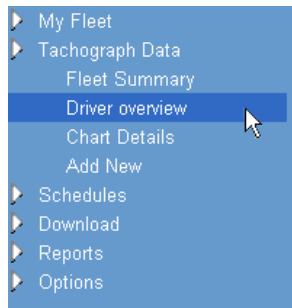 My Fleet
Tachograph Data
Fleet Summary
Driver overview
Chart Details
Add New
Schedules
Download
Reports
Options